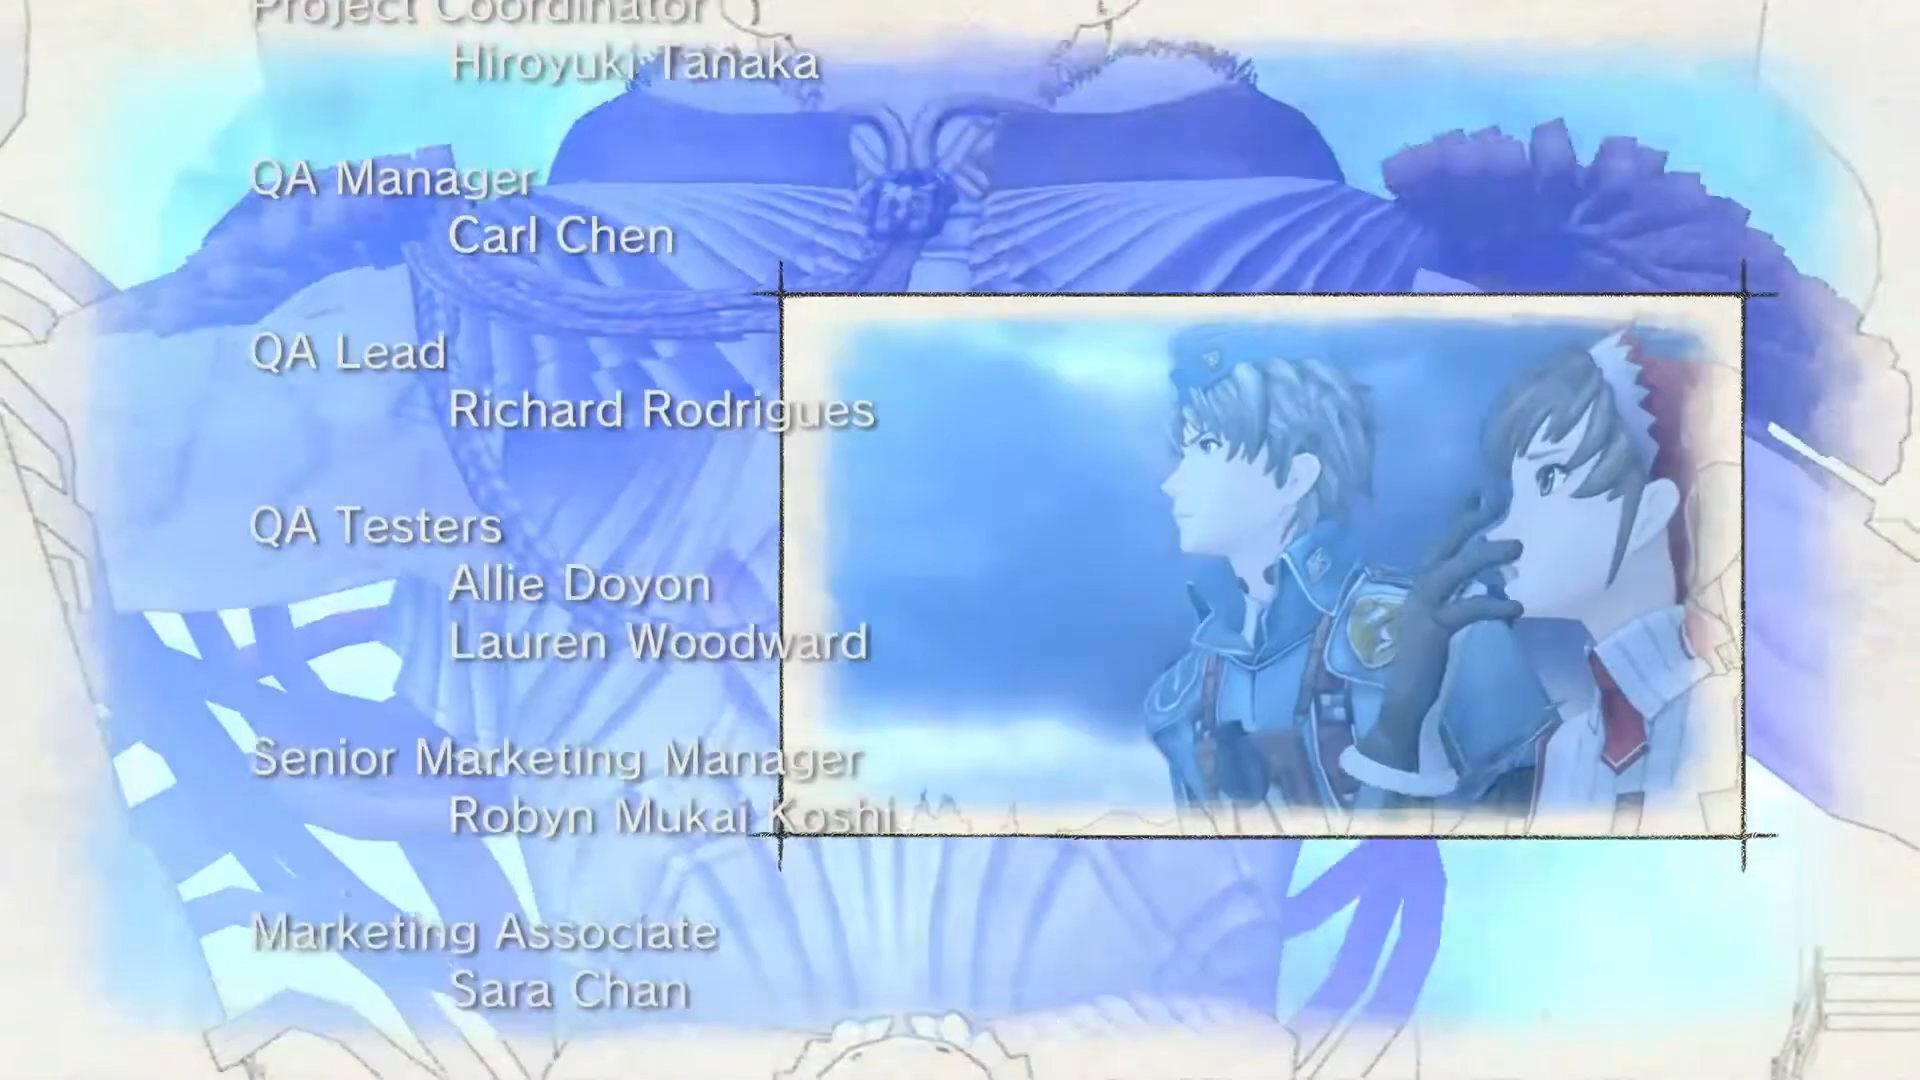 Project Coordinator
Hiroyuki Tanaka
QA Manager
Carl Chen
QA Lead
Richard Rodrigues
QA Testers
Allie Doyon
Lauren Woodward
Senior Marketing Manager
Robyn Mukai Koshi
Marketing Associate
Sara Chan